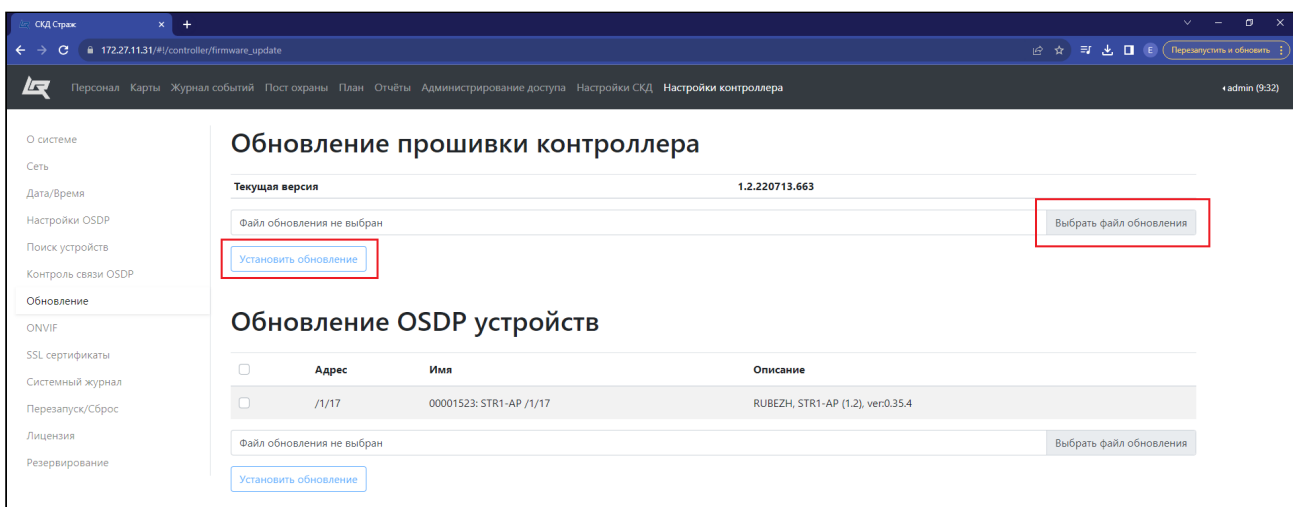 СКД Страж
172.27.11.31/#!/controller/firmware_update
E
Перезапустить и обновить
Персонал Карты Журнал событий Пост охраны План Отчёты Администрирование доступа Настройки СКД Настройки контроллера
admin (9:32)
О системе
Сеть
Дата/Время
Настройки OSDP
Поиск устройств
Контроль связи OSDP
Обновление
ONVIF
SSL сертификаты
Системный журнал
Перезапуск/Сброс
Лицензия
Резервирование
Обновление прошивки контроллера
Текущая версия 1.2.220713.663
Файл обновления не выбран Выбрать файл обновления
Установить обновление
Обновление OSDP устройств
Адрес Имя Описание
/1/17 00001523: STR1-AP /1/17 RUBEZH, STR1-AP (1.2), ver:0.35.4
Файл обновления не выбран Выбрать файл обновления
Установить обновление